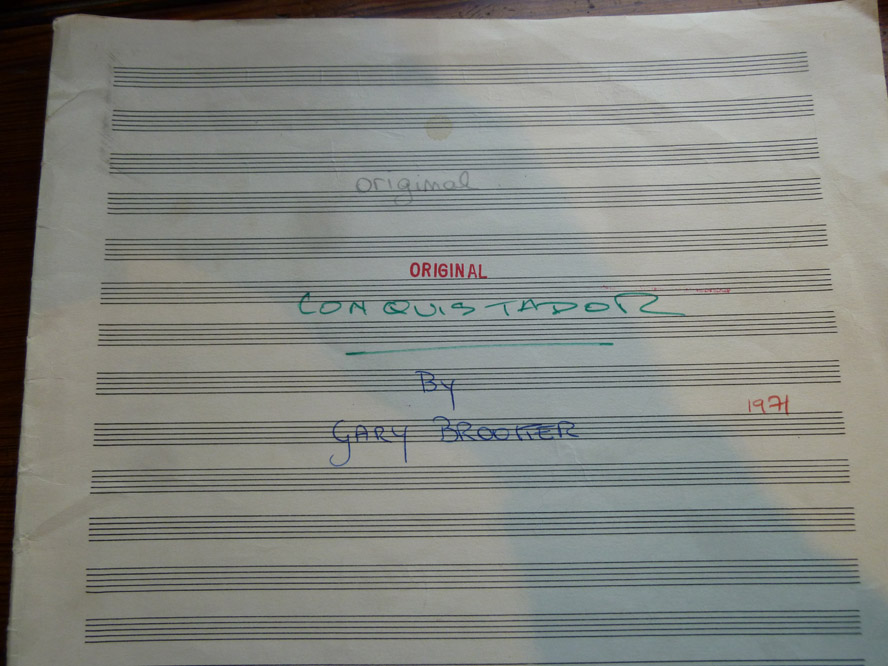 original
ORIGINAL
CONQUISTADOR
By
1971
GARY BROOKER